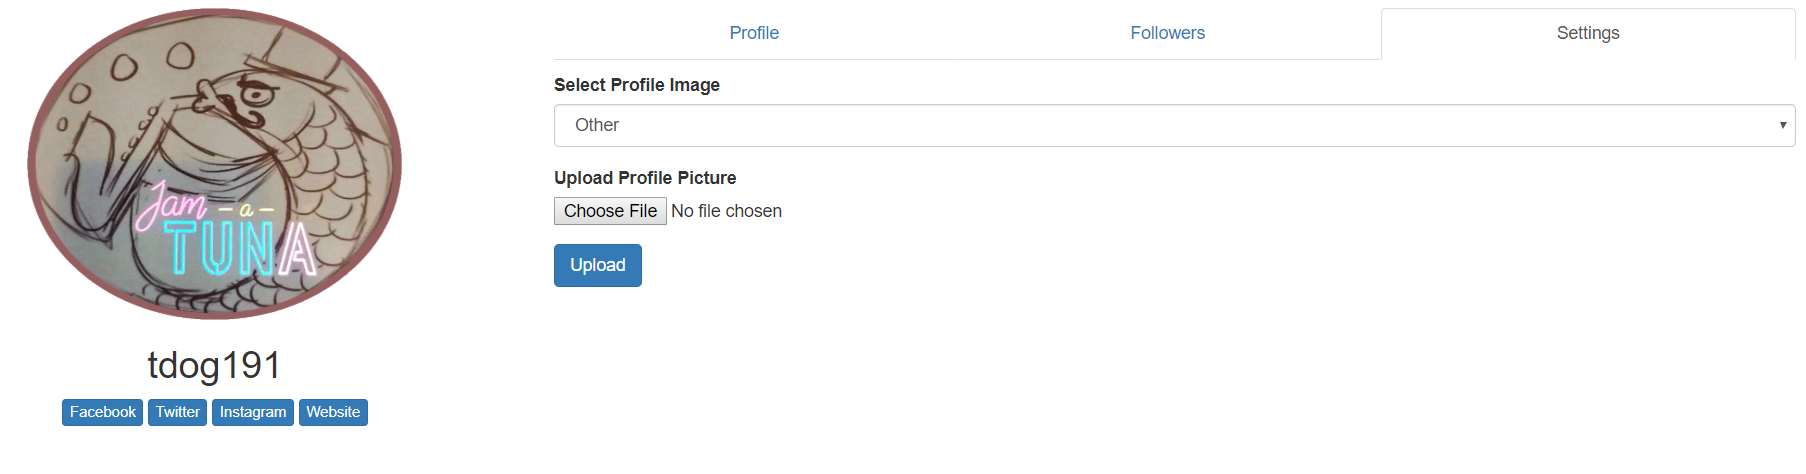 Jam
- a -
TUNA
tdog191
Facebook Twitter Instagram Website
Profile Followers Settings
Select Profile Image
Other
Upload Profile Picture
Choose File No file chosen
Upload